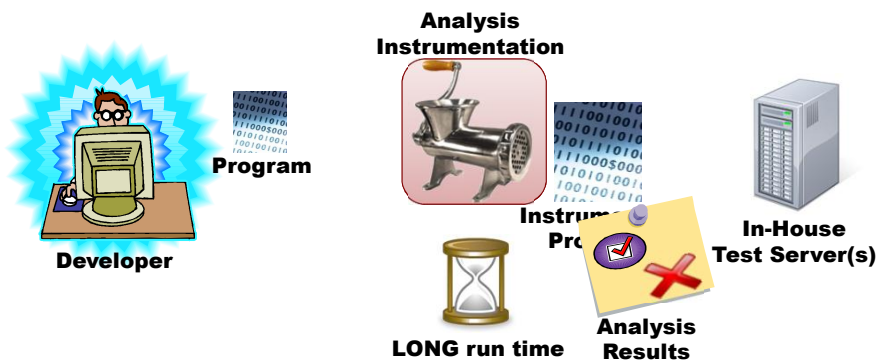 Analysis
Instrumentation
Program
Developer
In-House
Test Server(s)
LONG run time
Analysis
Results